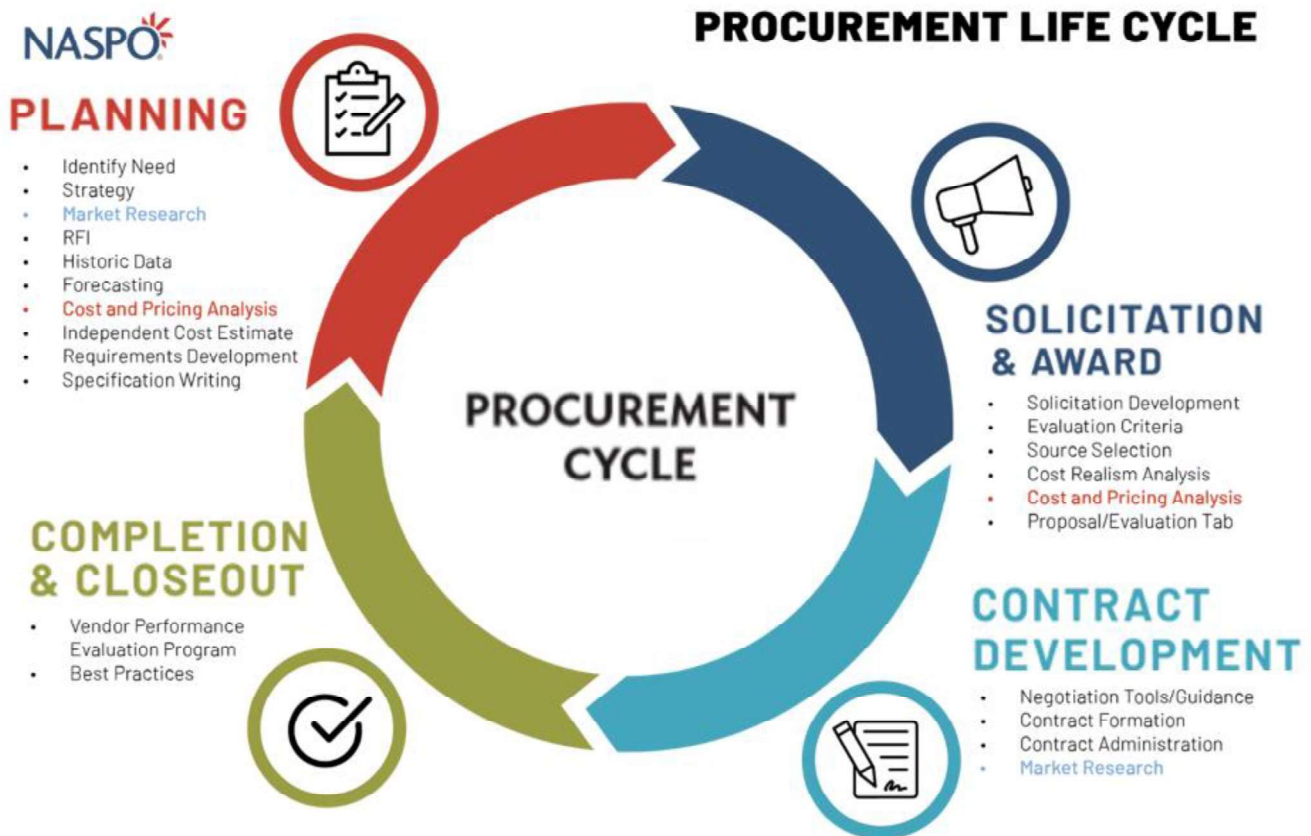 NASPO
PROCUREMENT LIFE CYCLE
PLANNING
• Identify Need
• Strategy
• Market Research
• RFI
• Historic Data
• Forecasting
• Cost and Pricing Analysis
• Independent Cost Estimate
• Requirements Development
• Specification Writing
SOLICITATION
& AWARD
• Solicitation Development
• Evaluation Criteria
• Source Selection
• Cost Realism Analysis
• Cost and Pricing Analysis
• Proposal/Evaluation Tab
PROCUREMENT
CYCLE
COMPLETION
& CLOSEOUT
• Vendor Performance
Evaluation Program
• Best Practices
CONTRACT
DEVELOPMENT
• Negotiation Tools/Guidance
• Contract Formation
• Contract Administration
• Market Research